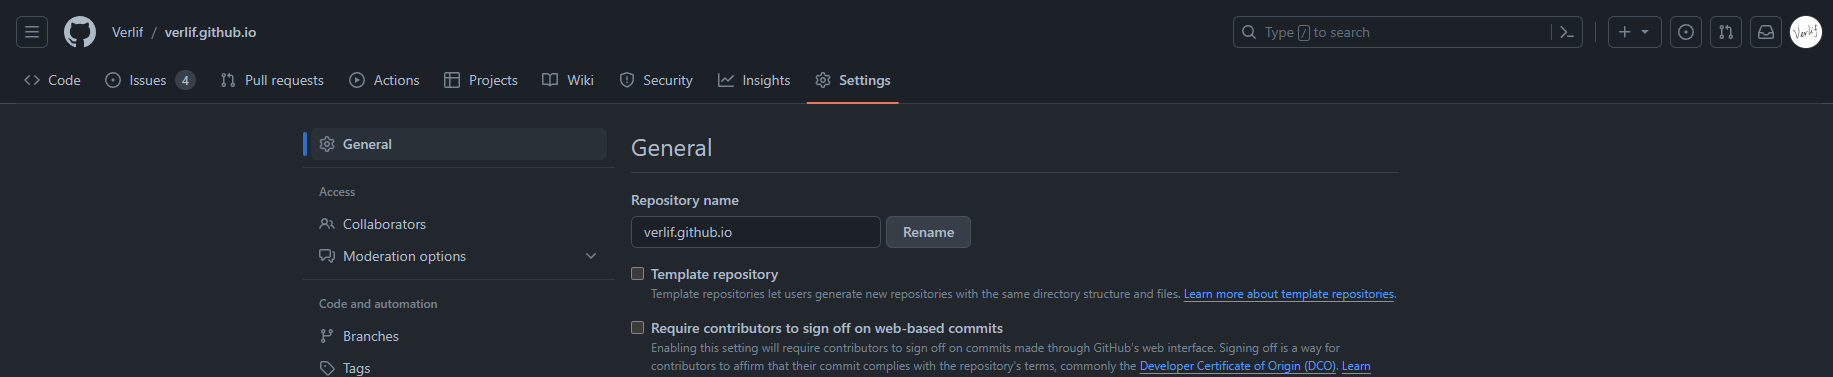 Verlif / verlif.github.io
Type / to search
Verlif
Code Issues 4 Pull requests Actions Projects Wiki Security Insights Settings
General
Access
Collaborators
Moderation options
Code and automation
Branches
Tags
General
Repository name
verlif.github.io Rename
Template repository
Template repositories let users generate new repositories with the same directory structure and files. Learn more about template repositories.
Require contributors to sign off on web-based commits
Enabling this setting will require contributors to sign off on commits made through GitHub's web interface. Signing off is a way for
contributors to affirm that their commit complies with the repository's terms, commonly the Developer Certificate of Origin (DCO). Learn